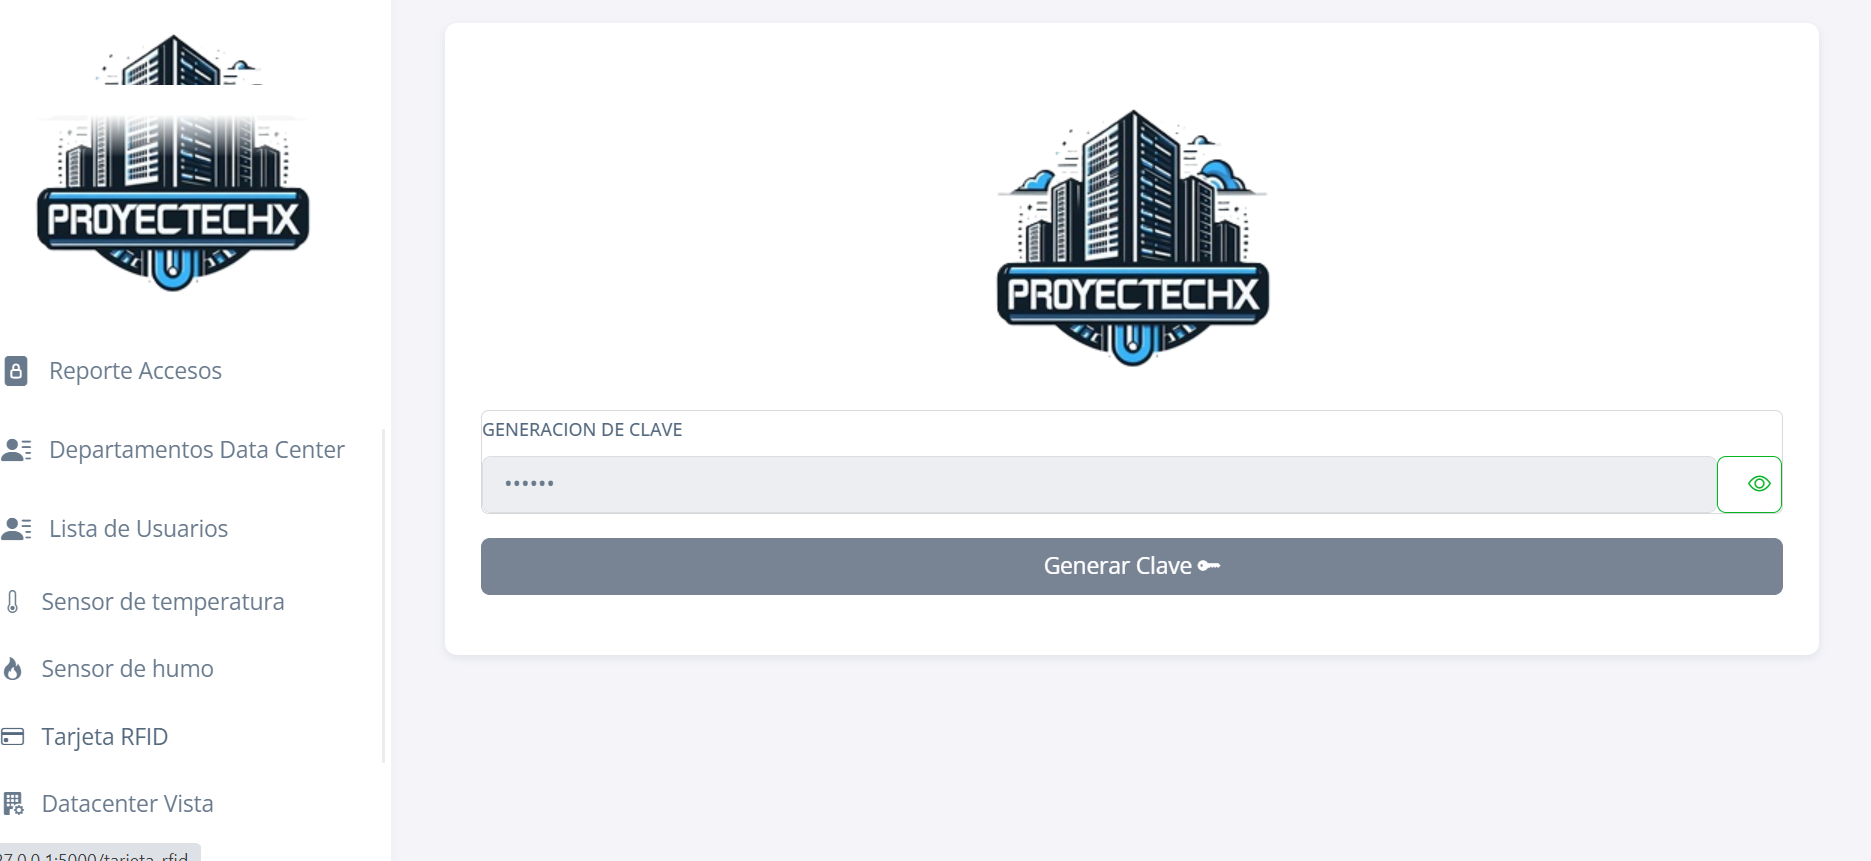 PROYECTECHX
Reporte Accesos
Departamentos Data Center
Lista de Usuarios
Sensor de temperatura
Sensor de humo
Tarjeta RFID
Datacenter Vista
27.0.0.1:5000/tarjeta_rfid
PROYECTECHX
GENERACION DE CLAVE
••••••
Generar Clave